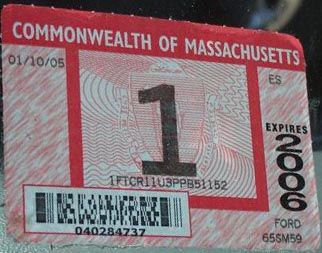 COMMONWEALTH OF MASSACHUSETTS
01/10/05
ES
1
EXPIRES
2006
1FTCR11U3PPB51152
040284737
FORD
65SM59